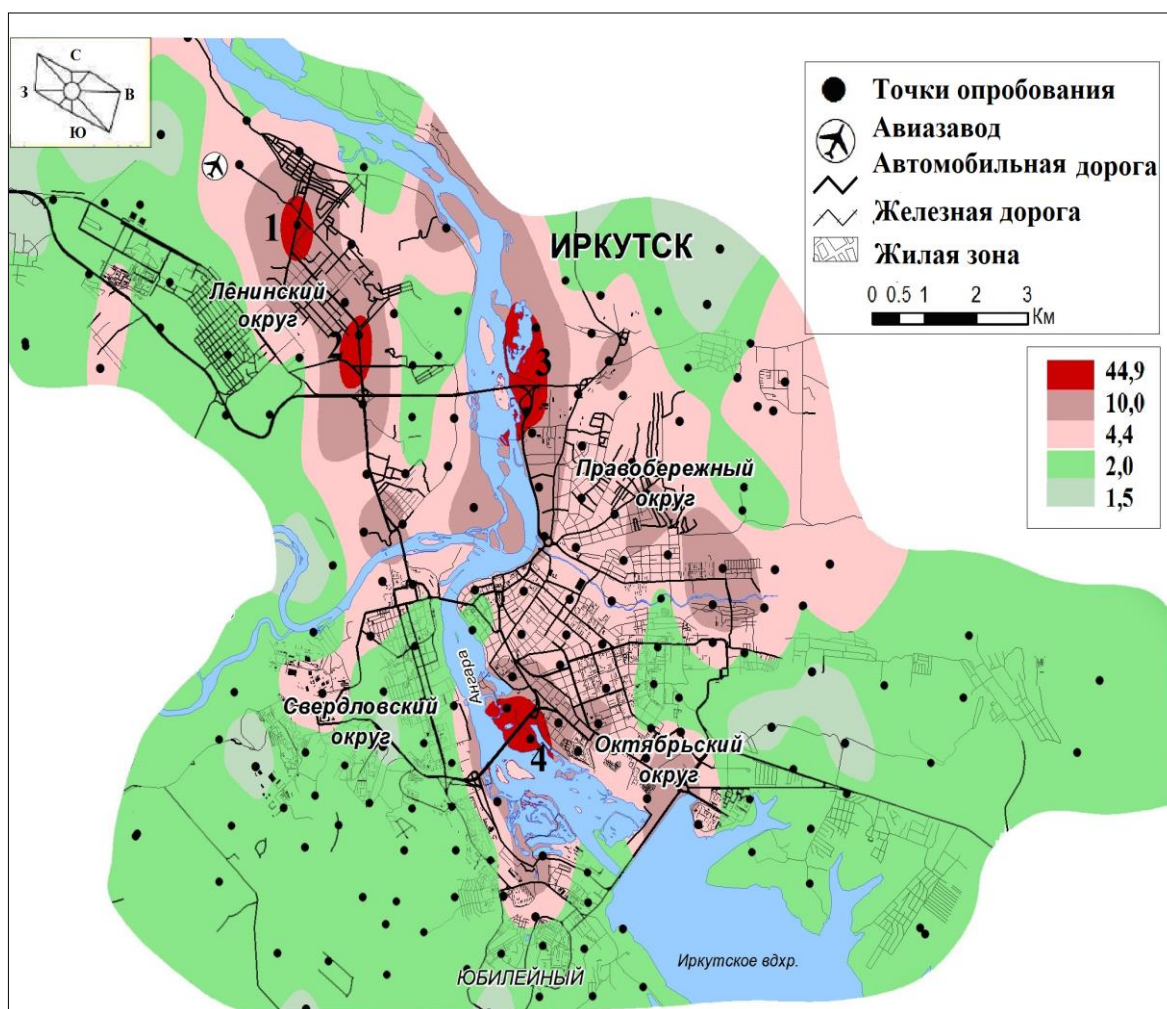 С
З
В
Ю
Точки опробования
Авиазавод
Автомобильная дорога
Железная дорога
Жилая зона
0 0.5 1 2 3
Км
44,9
10,0
4,4
2,0
1,5
ИРКУТСК
1
Ленинский
округ
2
3
Правобережный
округ
Ангара
Свердловский
округ
4
Октябрьский
округ
Иркутское вдхр.
ЮБИЛЕЙНЫЙ